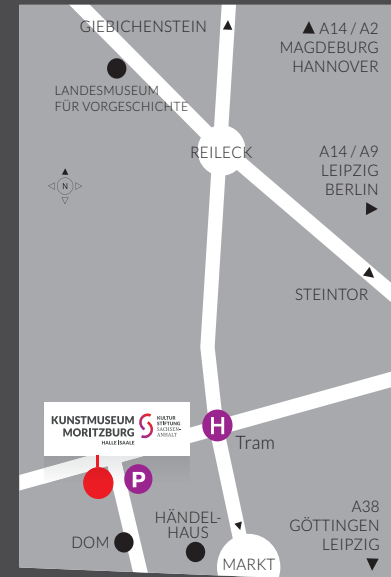 GIEBICHENSTEIN
A14 / A2
MAGDEBURG
HANNOVER
LANDESMUSEUM
FÜR VORGESCHICHTE
REILECK
A14 / A9
LEIPZIG
BERLIN
N
STEINTOR
KUNSTMUSEUM
MORITZBURG
HALLE|SAALE
KULTUR
STIFTUNG
SACHSEN-
ANHALT
H
Tram
P
A38
GÖTTINGEN
LEIPZIG
HÄNDEL-
HAUS
DOM
MARKT